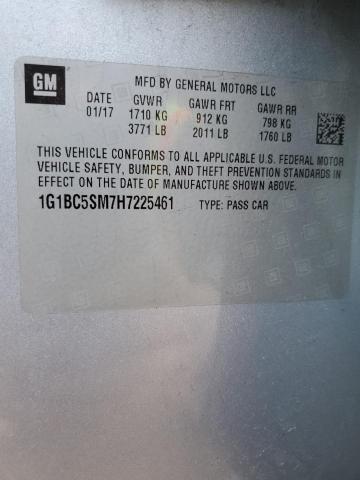 GM
MFD BY GENERAL MOTORS LLC
DATE GVWR GAWR FRT GAWR RR
01/17 1710 KG 912 KG 798 KG
3771 LB 2011 LB 1760 LB
THIS VEHICLE CONFORMS TO ALL APPLICABLE U.S. FEDERAL MOTOR
VEHICLE SAFETY, BUMPER, AND THEFT PREVENTION STANDARDS IN
EFFECT ON THE DATE OF MANUFACTURE SHOWN ABOVE.
1G1BC5SM7H7225461 TYPE: PASS CAR